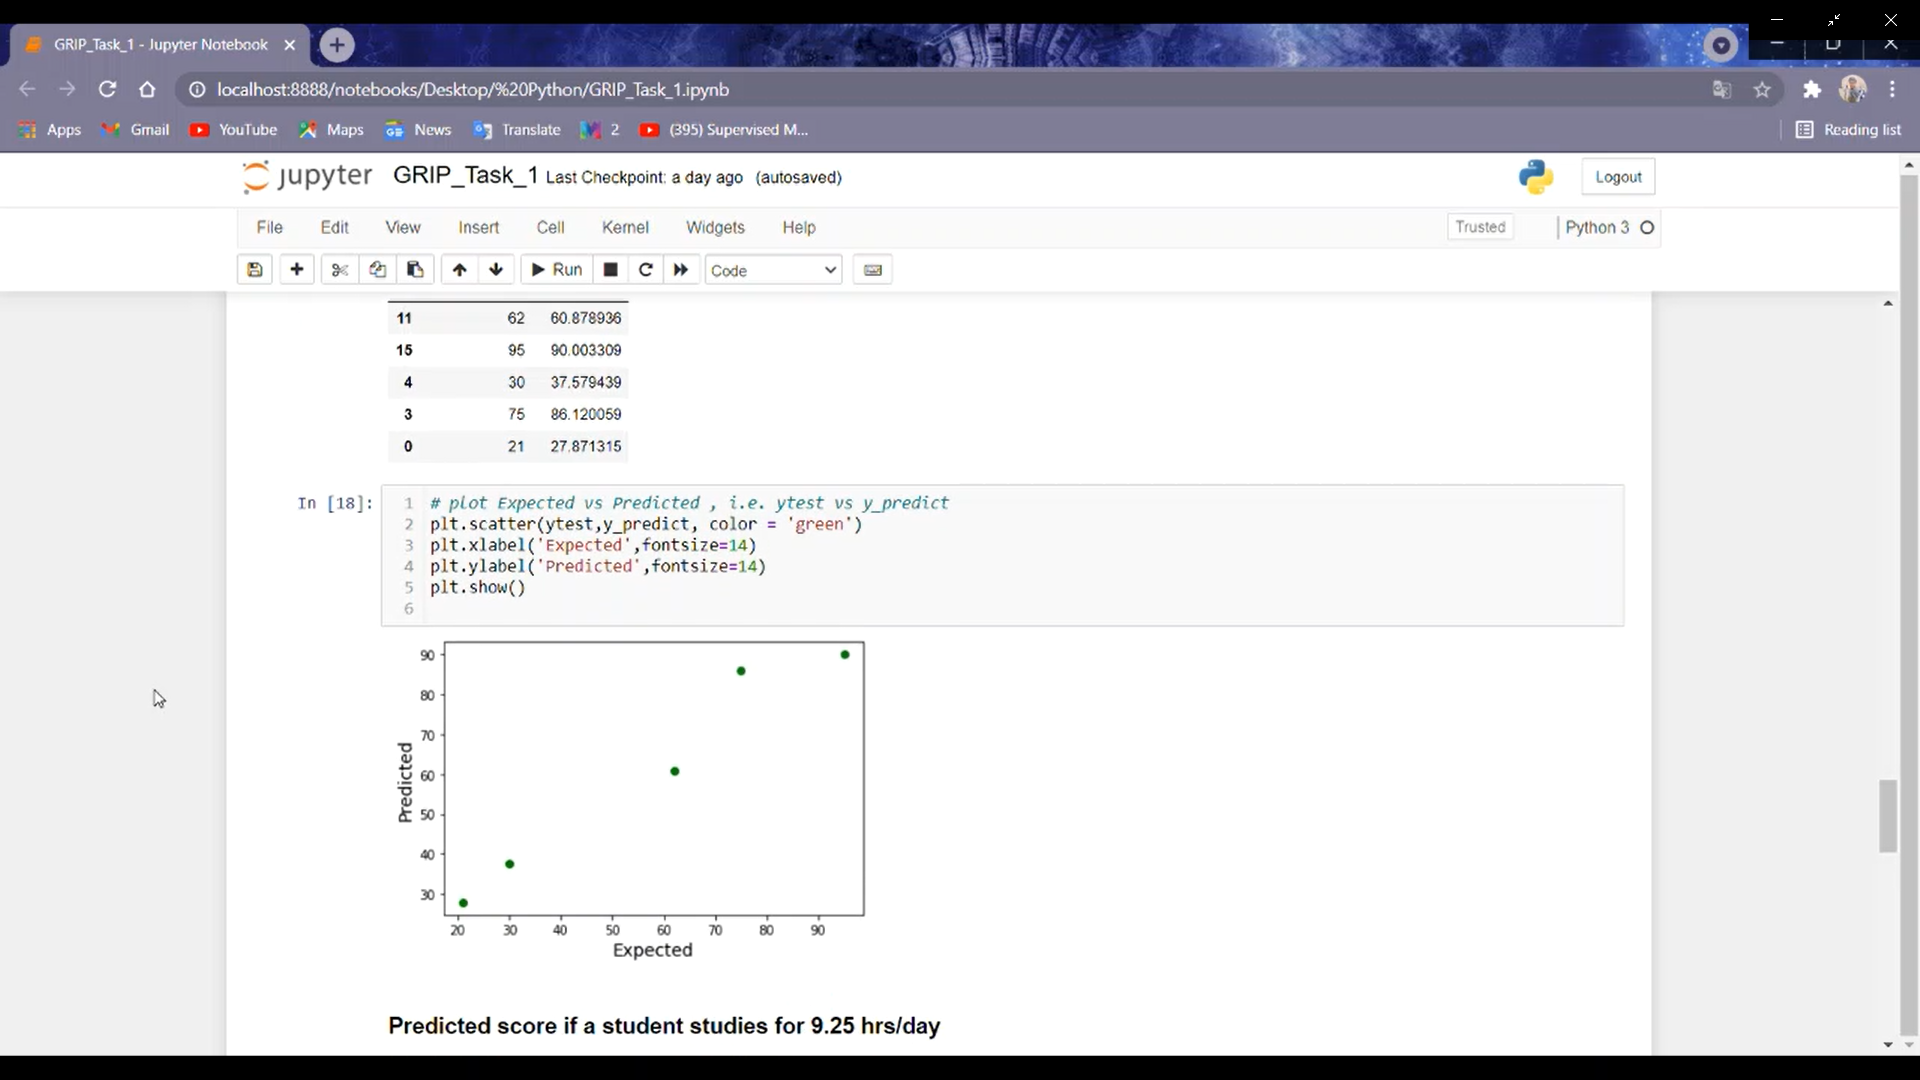 GRIP_Task_1 - Jupyter Notebook
localhost:8888/notebooks/Desktop/%20Python/GRIP_Task_1.ipynb
Apps Gmail YouTube Maps News Translate 2 (395) Supervised M... Reading list
jupyter GRIP_Task_1 Last Checkpoint: a day ago (autosaved) Logout
File Edit View Insert Cell Kernel Widgets Help Trusted Python 3
Run Code
11 62 60.878936
15 95 90.003309
4 30 37.579439
3 75 86.120059
0 21 27.871315
In [18]: 1 # plot Expected vs Predicted , i.e. ytest vs y_predict
2 plt.scatter(ytest,y_predict, color = 'green')
3 plt.xlabel('Expected',fontsize=14)
4 plt.ylabel('Predicted',fontsize=14)
5 plt.show()
6
90
80
70
60
50
40
30
Predicted
20 30 40 50 60 70 80 90
Expected
Predicted score if a student studies for 9.25 hrs/day